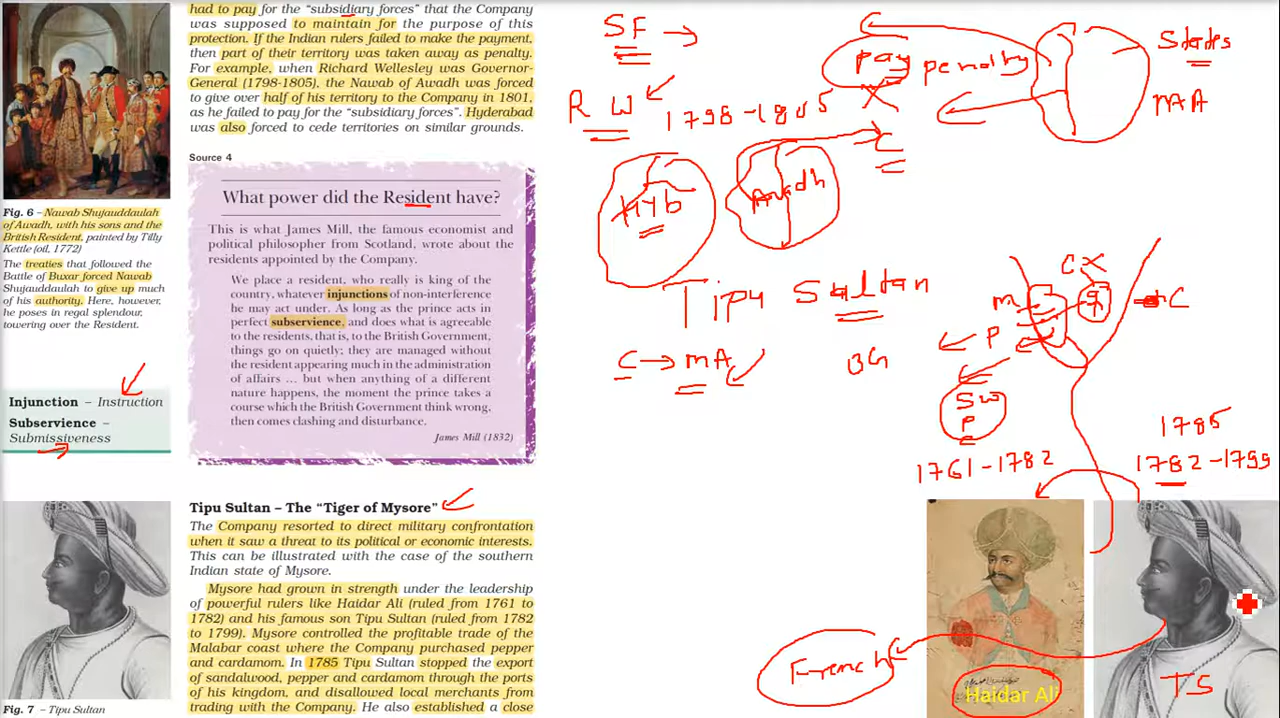 had to pay for the "subsidiary forces" that the Company
was supposed to maintain for the purpose of this
protection. If the Indian rulers failed to make the payment,
then part of their territory was taken away as penalty.
For example, when Richard Wellesley was Governor-
General (1798-1805), the Nawab of Awadh was forced
to give over half of his territory to the Company in 1801,
as he failed to pay for the "subsidiary forces". Hyderabad
was also forced to cede territories on similar grounds.
Source 4
What power did the Resident have?
This is what James Mill, the famous economist and
political philosopher from Scotland, wrote about the
residents appointed by the Company.
We place a resident, who really is king of the
country, whatever injunctions of non-interference
he may act under. As long as the prince acts in
perfect subservience, and does what is agreeable
to the residents, that is, to the British Government,
things go on quietly; they are managed without
the resident appearing much in the administration
of affairs ... but when anything of a different
nature happens, the moment the prince takes a
course which the British Government think wrong,
then comes clashing and disturbance.
James Mill (1832)
Fig. 6 – Nawab Shujauddaulah
of Awadh, with his sons and the
British Resident, painted by Tilly
Kettle (oil, 1772)
The treaties that followed the
Battle of Buxar forced Nawab
Shujauddaulah to give up much
of his authority. Here, however,
he poses in regal splendour,
towering over the Resident.
Injunction – Instruction
Subservience –
Submissiveness
Tipu Sultan – The "Tiger of Mysore"
The Company resorted to direct military confrontation
when it saw a threat to its political or economic interests.
This can be illustrated with the case of the southern
Indian state of Mysore.
Mysore had grown in strength under the leadership
of powerful rulers like Haidar Ali (ruled from 1761 to
1782) and his famous son Tipu Sultan (ruled from 1782
to 1799). Mysore controlled the profitable trade of the
Malabar coast where the Company purchased pepper
and cardamom. In 1785 Tipu Sultan stopped the export
of sandalwood, pepper and cardamom through the ports
of his kingdom, and disallowed local merchants from
trading with the Company. He also established a close
Fig. 7 – Tipu Sultan
SF
pay penalty
States
MA
R W
1798-1805
C
Hyb
Awadh
Tipu Sultan
C MA
BG
C
M
C
P
SW
P
1785
1761-1782
1782-1799
French
Haidar Ali
TS